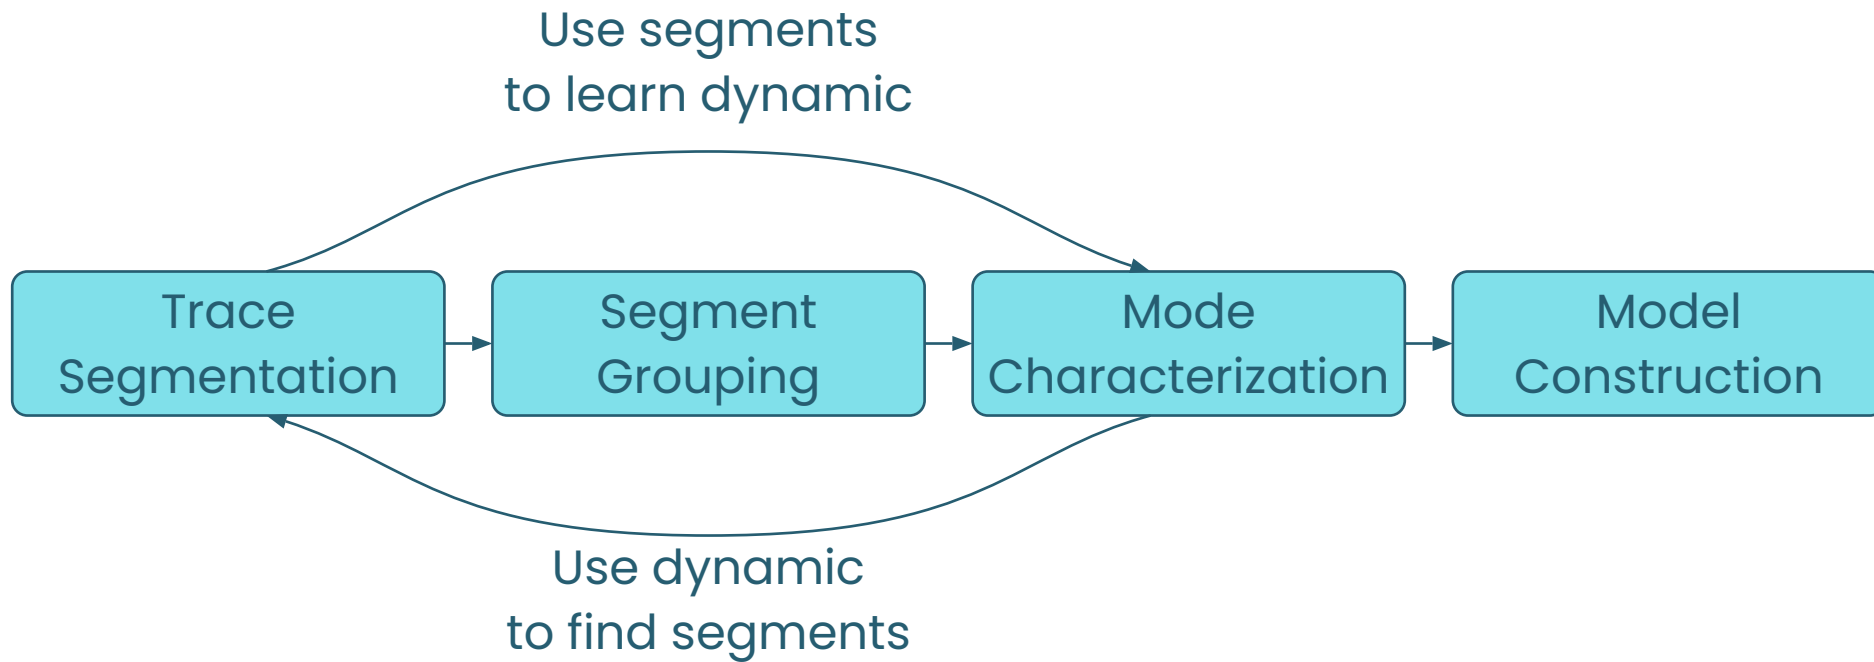 Use segments
to learn dynamic
Trace
Segmentation
Segment
Grouping
Mode
Characterization
Model
Construction
Use dynamic
to find segments